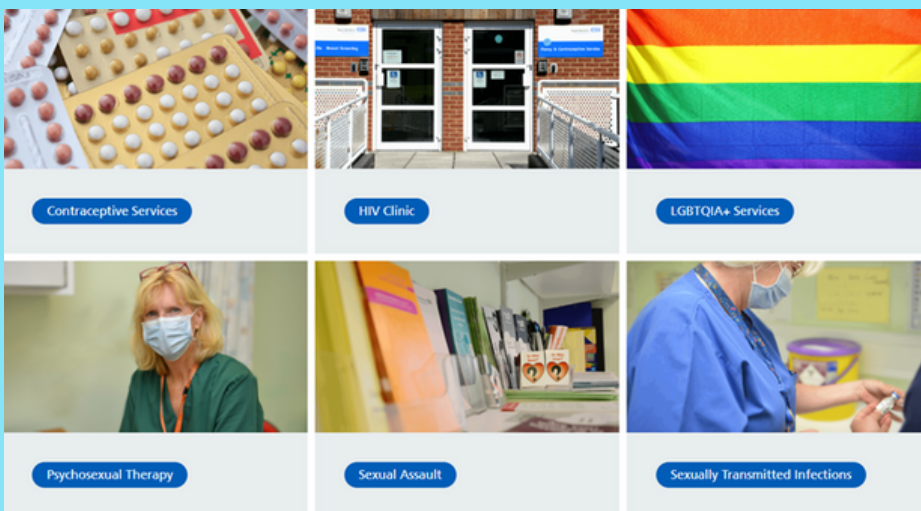 Contraceptive Services
HIV Clinic
LGBTQIA+ Services
Psychosexual Therapy
Sexual Assault
Sexually Transmitted Infections